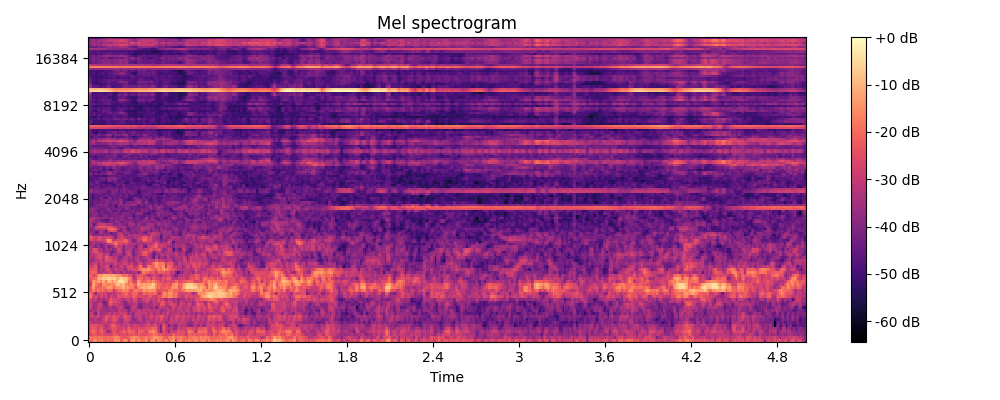 Mel spectrogram
Hz
16384
8192
4096
2048
1024
512
0
0 0.6 1.2 1.8 2.4 3 3.6 4.2 4.8
Time
+0 dB
-10 dB
-20 dB
-30 dB
-40 dB
-50 dB
-60 dB